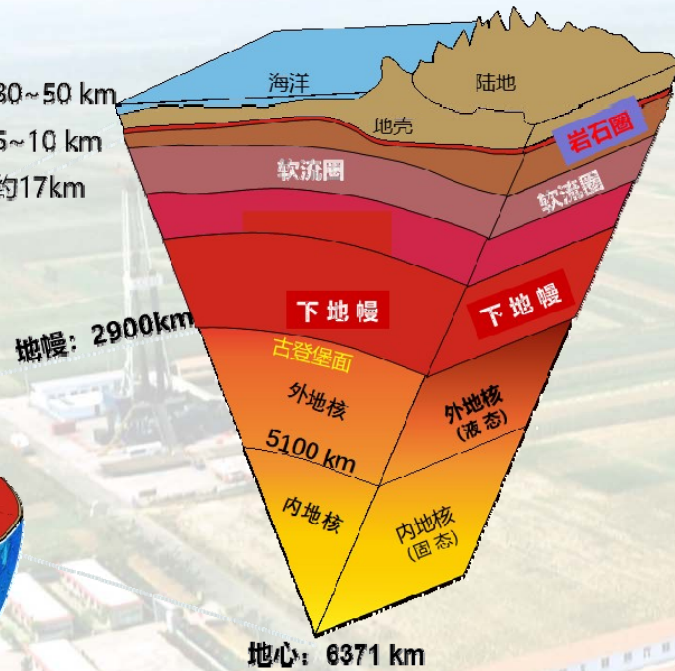 海洋
陆地
30~50 km
5~10 km
地壳
岩石圈
约17km
软流圈
软流圈
下地幔
下地幔
地幔：2900km
古登堡面
外地核
外地核
(液态)
5100 km
内地核
内地核
(固态)
地心：6371 km